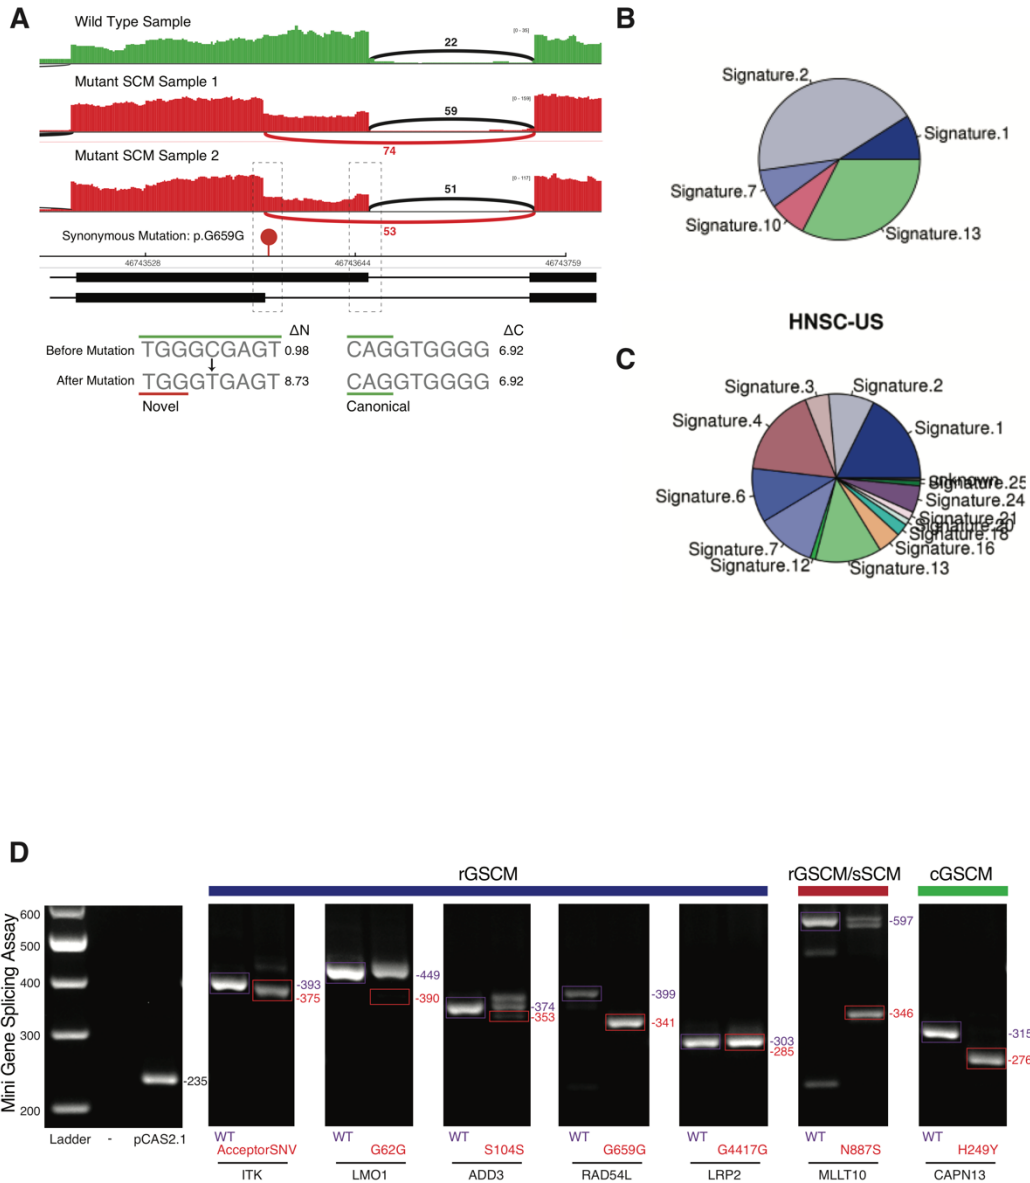 A
Wild Type Sample
[0 - 36]
22
Mutant SCM Sample 1
[0 - 159]
59
74
Mutant SCM Sample 2
[0 - 117]
51
53
Synonymous Mutation: p.G659G
46743528
46743644
46743759
ΔN
ΔC
Before Mutation TGGGCGAGT 0.98 CAGGTGGGG 6.92
After Mutation TGGGTGAGT 8.73 CAGGTGGGG 6.92
Novel
Canonical
B
Signature.2
Signature.1
Signature.7
Signature.10
Signature.13
HNSC-US
C
Signature.3
Signature.2
Signature.4
Signature.1
unknown
Signature.25
Signature.6
Signature.24
Signature.21
Signature.20
Signature.18
Signature.7
Signature.16
Signature.12
Signature.13
D
rGSCM
rGSCM/sSCM
cGSCM
Mini Gene Splicing Assay
600
500
400
300
200
-235
-393
-375
-449
-390
-374
-353
-399
-341
-303
-285
-597
-346
-315
-276
Ladder - pCAS2.1
WT WT WT WT WT WT WT
AcceptorSNV G62G S104S G659G G4417G N887S H249Y
ITK LMO1 ADD3 RAD54L LRP2 MLLT10 CAPN13